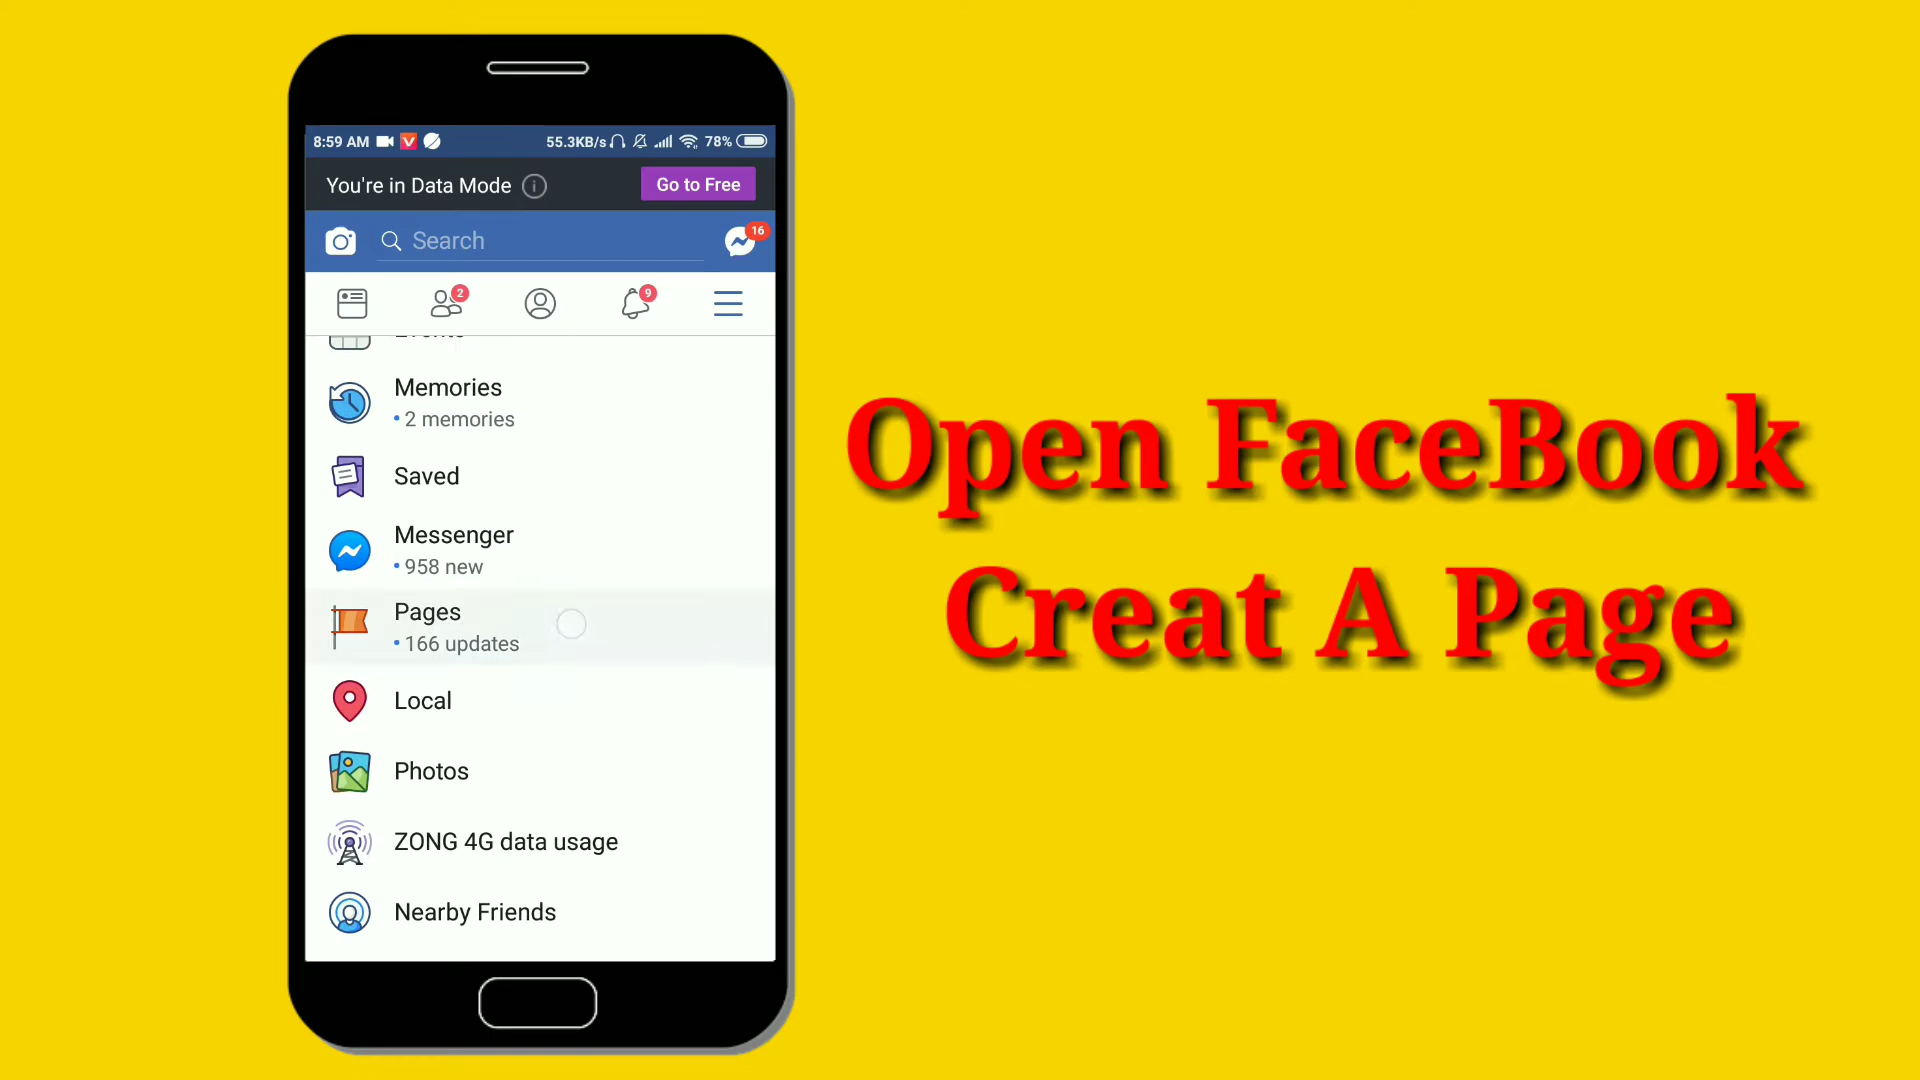 8:59 AM 55.3KB/s 78%
You're in Data Mode Go to Free
Search 16
2 9
Memories
• 2 memories
Saved
Messenger
• 958 new
Pages
• 166 updates
Local
Photos
ZONG 4G data usage
Nearby Friends
Open FaceBook
Creat A Page